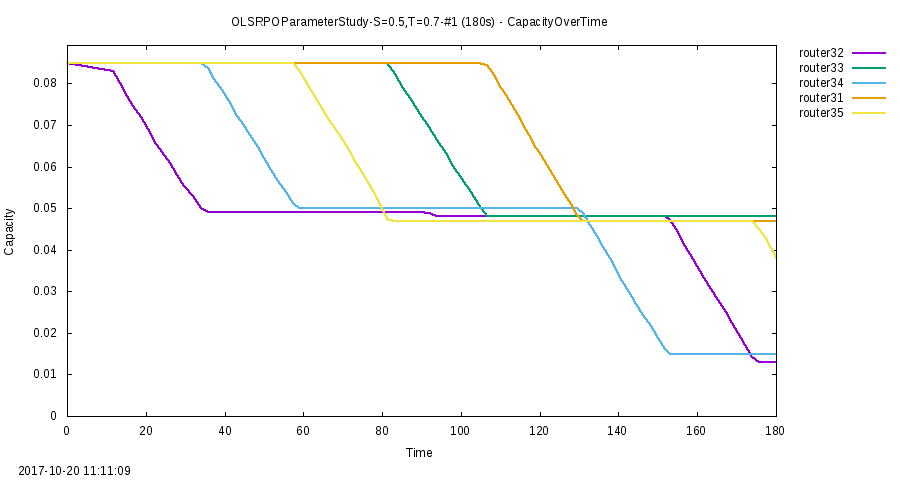 OLSRPOParameterStudy-S=0.5,T=0.7-#1 (180s) - CapacityOverTime
router32
router33
router34
router31
router35
0.08
0.07
0.06
0.05
0.04
0.03
0.02
0.01
0
Capacity
0 20 40 60 80 100 120 140 160 180
Time
2017-10-20 11:11:09